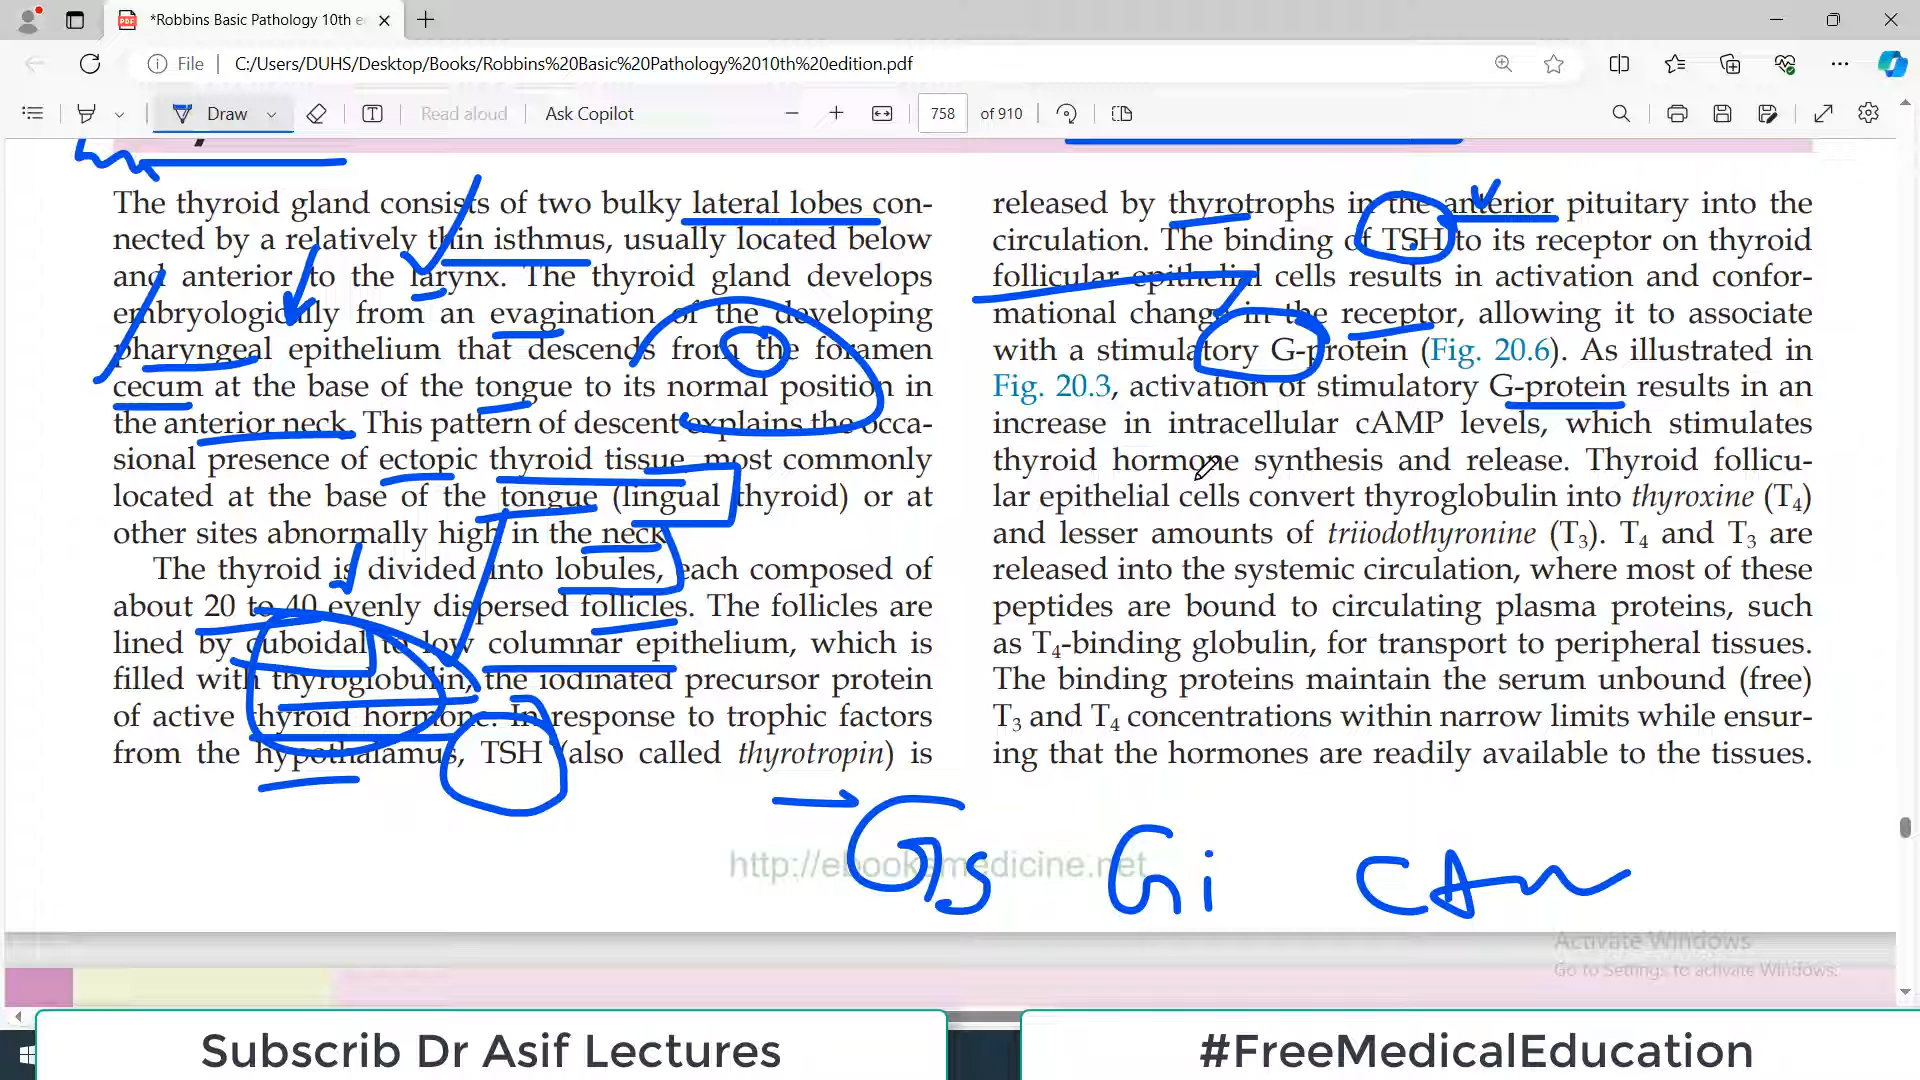 *Robbins Basic Pathology 10th e
File
C:/Users/DUHS/Desktop/Books/Robbins%20Basic%20Pathology%2010th%20edition.pdf
Draw
Read aloud
Ask Copilot
758 of 910
The thyroid gland consists of two bulky lateral lobes con-
nected by a relatively thin isthmus, usually located below
and anterior to the larynx. The thyroid gland develops
embryologically from an evagination of the developing
pharyngeal epithelium that descends from the foramen
cecum at the base of the tongue to its normal position in
the anterior neck. This pattern of descent explains the occa-
sional presence of ectopic thyroid tissue, most commonly
located at the base of the tongue (lingual thyroid) or at
other sites abnormally high in the neck.
The thyroid is divided into lobules, each composed of
about 20 to 40 evenly dispersed follicles. The follicles are
lined by cuboidal to low columnar epithelium, which is
filled with thyroglobulin, the iodinated precursor protein
of active thyroid hormone. In response to trophic factors
from the hypothalamus, TSH (also called thyrotropin) is
released by thyrotrophs in the anterior pituitary into the
circulation. The binding of TSH to its receptor on thyroid
follicular epithelial cells results in activation and confor-
mational change in the receptor, allowing it to associate
with a stimulatory G-protein (Fig. 20.6). As illustrated in
Fig. 20.3, activation of stimulatory G-protein results in an
increase in intracellular cAMP levels, which stimulates
thyroid hormone synthesis and release. Thyroid follicu-
lar epithelial cells convert thyroglobulin into thyroxine (T4)
and lesser amounts of triiodothyronine (T3). T4 and T3 are
released into the systemic circulation, where most of these
peptides are bound to circulating plasma proteins, such
as T4-binding globulin, for transport to peripheral tissues.
The binding proteins maintain the serum unbound (free)
T3 and T4 concentrations within narrow limits while ensur-
ing that the hormones are readily available to the tissues.
Gs Gi
http://ebooksmedicine.net
Activate Windows
Go to Settings to activate Windows.
Subscrib Dr Asif Lectures
#FreeMedicalEducation